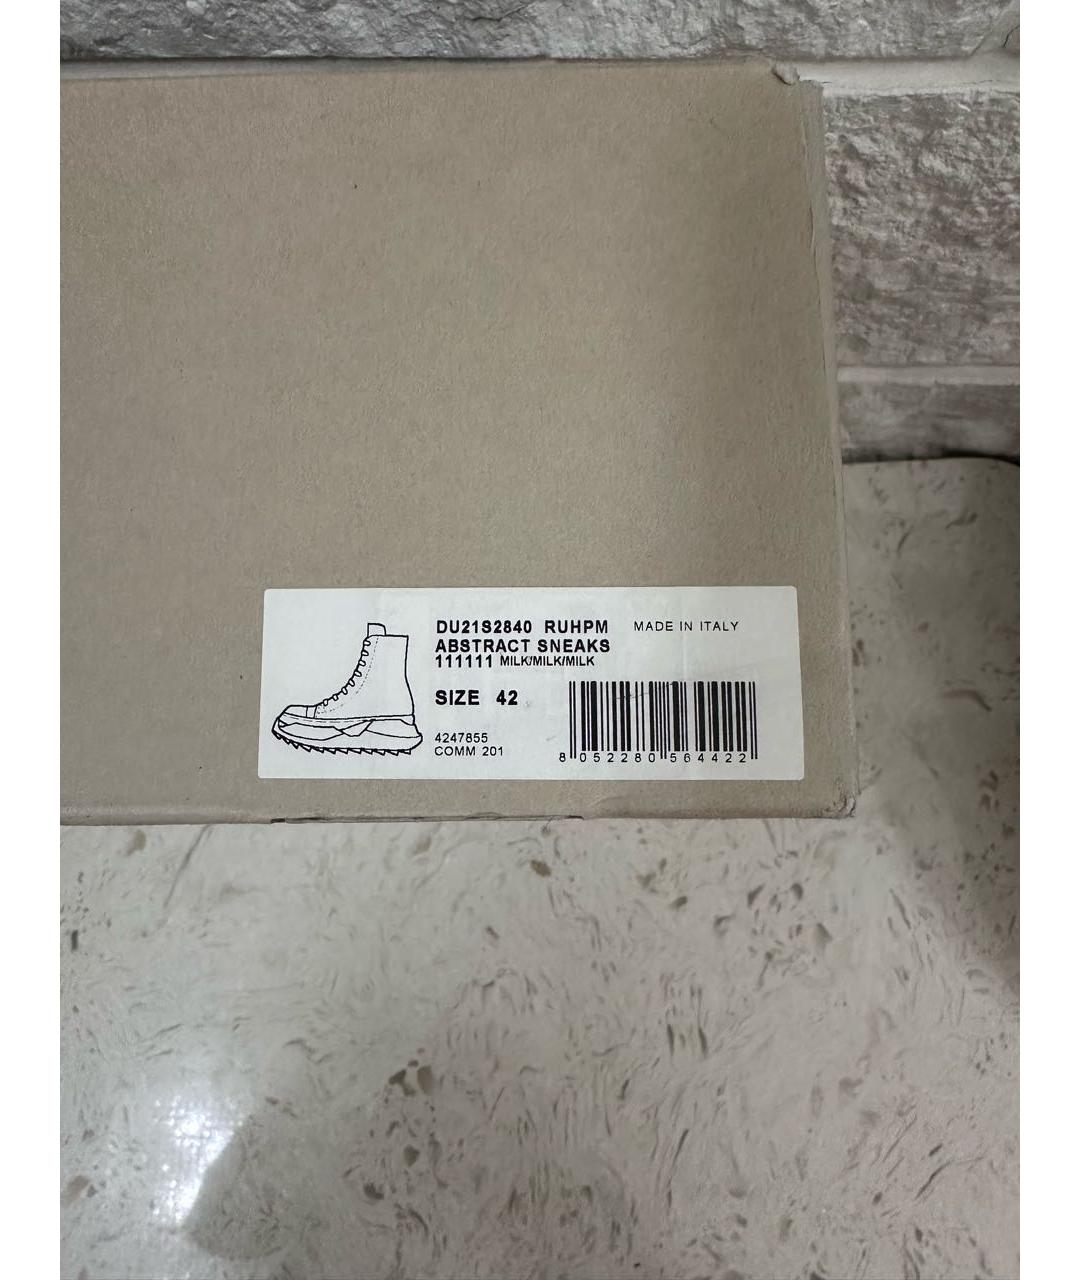 DU21S2840 RUHPM MADE IN ITALY
ABSTRACT SNEAKS
111111 MILK/MILK/MILK
SIZE 42
4247855
COMM 201
8 052280 564422